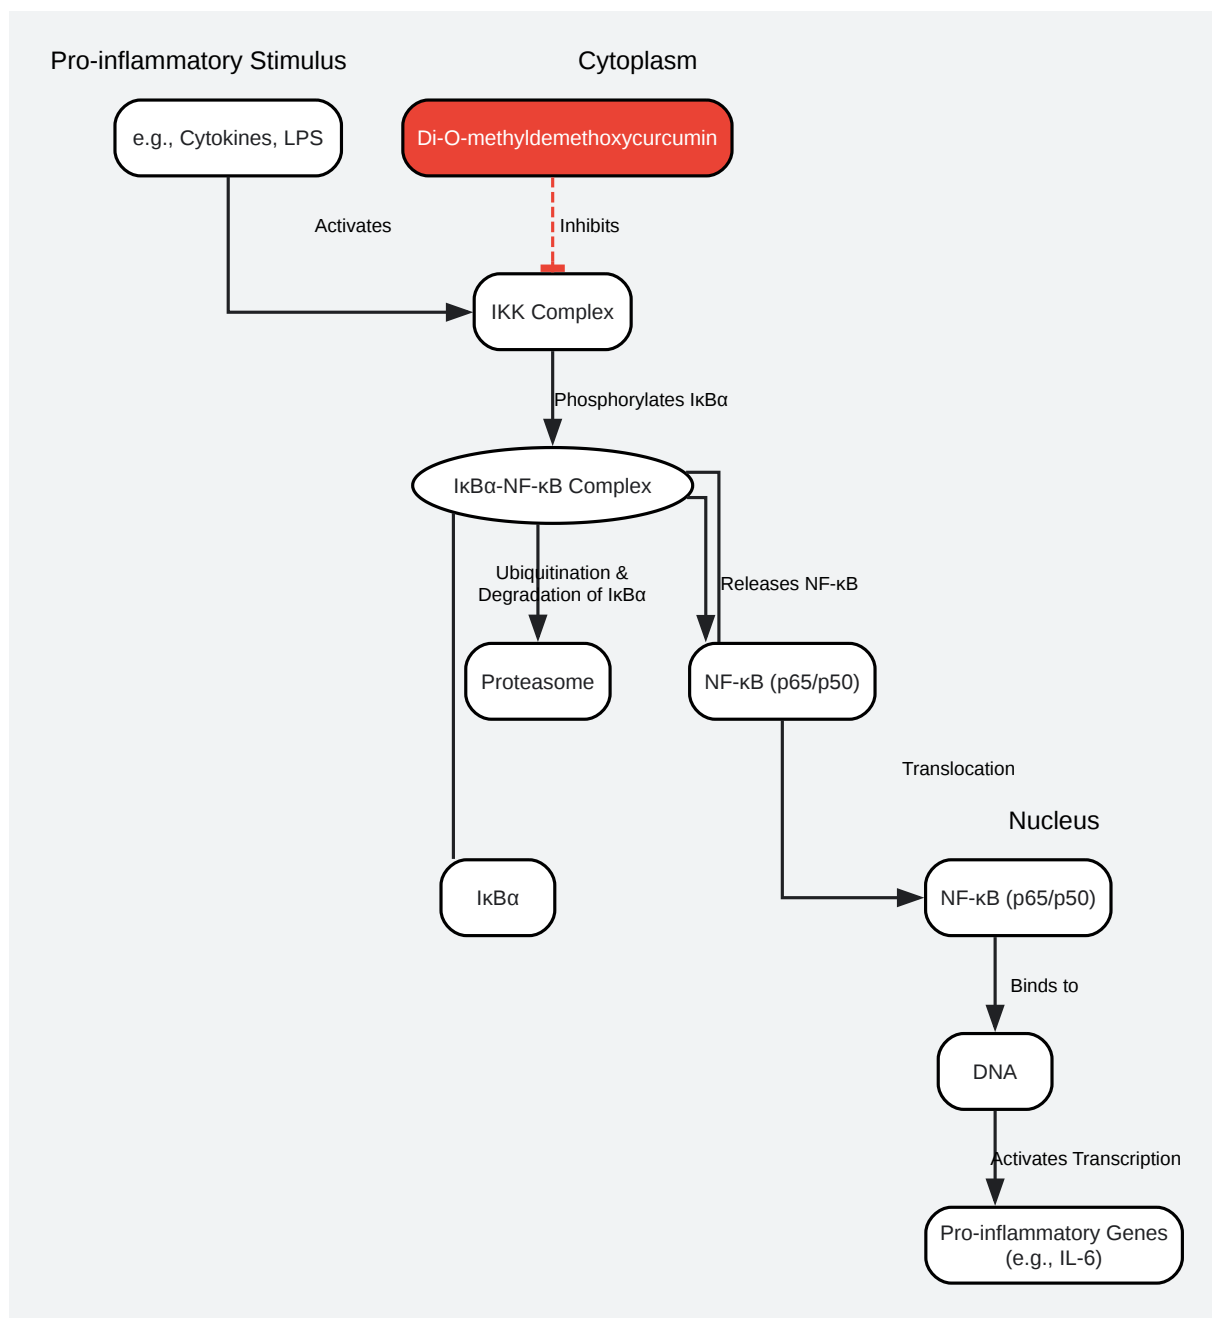 Pro-inflammatory Stimulus
Cytoplasm
e.g., Cytokines, LPS
Di-O-methyldemethoxycurcumin
Activates
Inhibits
IKK Complex
Phosphorylates IκBα
IκBα-NF-κB Complex
Ubiquitination &
Degradation of IκBα
Releases NF-κB
Proteasome
NF-κB (p65/p50)
Translocation
Nucleus
IκBα
NF-κB (p65/p50)
Binds to
DNA
Activates Transcription
Pro-inflammatory Genes
(e.g., IL-6)